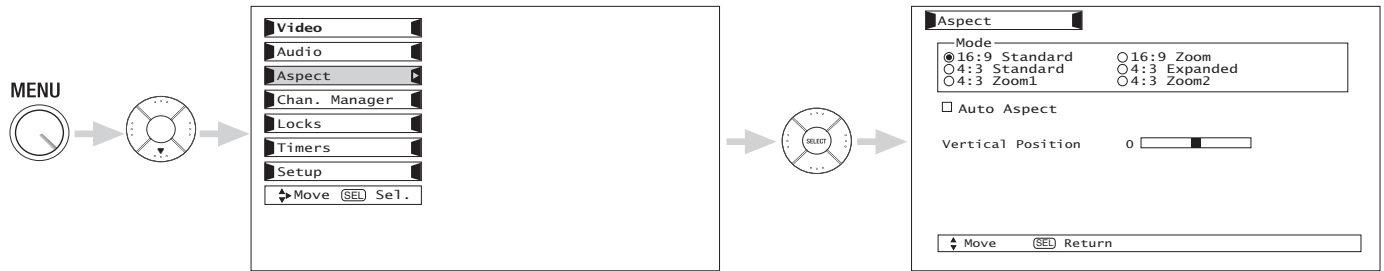 MENU
Video
Audio
Aspect
Chan. Manager
Locks
Timers
Setup
Move SEL Sel.
SELECT
Aspect
Mode
16:9 Standard 16:9 Zoom
4:3 Standard 4:3 Expanded
4:3 Zoom1 4:3 Zoom2
Auto Aspect
Vertical Position 0
Move SEL Return